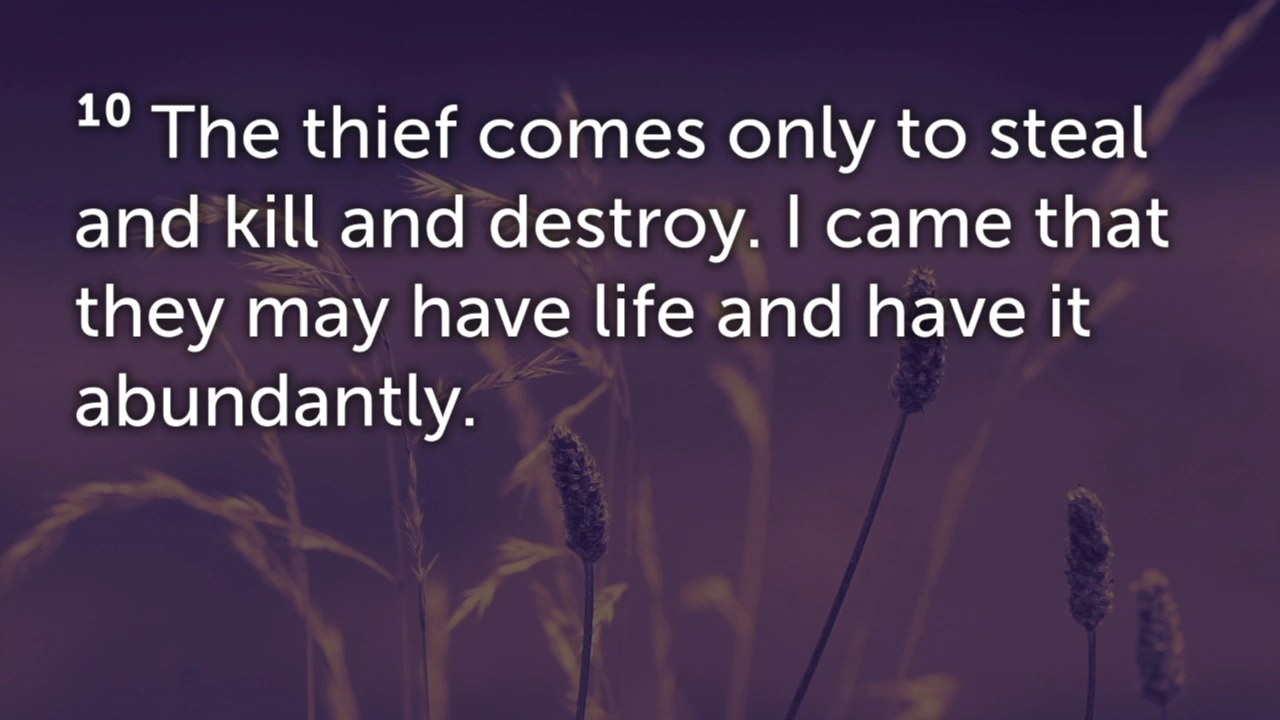 10 The thief comes only to steal
and kill and destroy. I came that
they may have life and have it
abundantly.